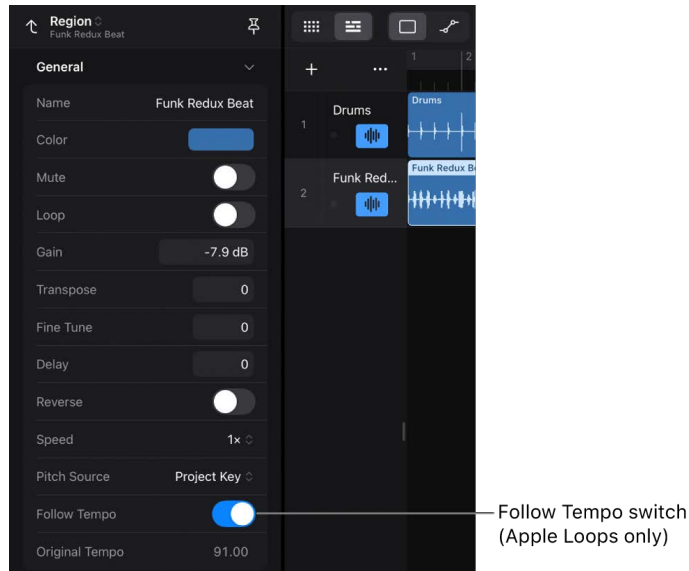 Region
Funk Redux Beat
General
Name Funk Redux Beat
Color
Mute
Loop
Gain -7.9 dB
Transpose 0
Fine Tune 0
Delay 0
Reverse
Speed 1×
Pitch Source Project Key
Follow Tempo
Original Tempo 91.00
+ ...
1 2
1 Drums
Drums
2 Funk Red...
Funk Redux B
Follow Tempo switch
(Apple Loops only)